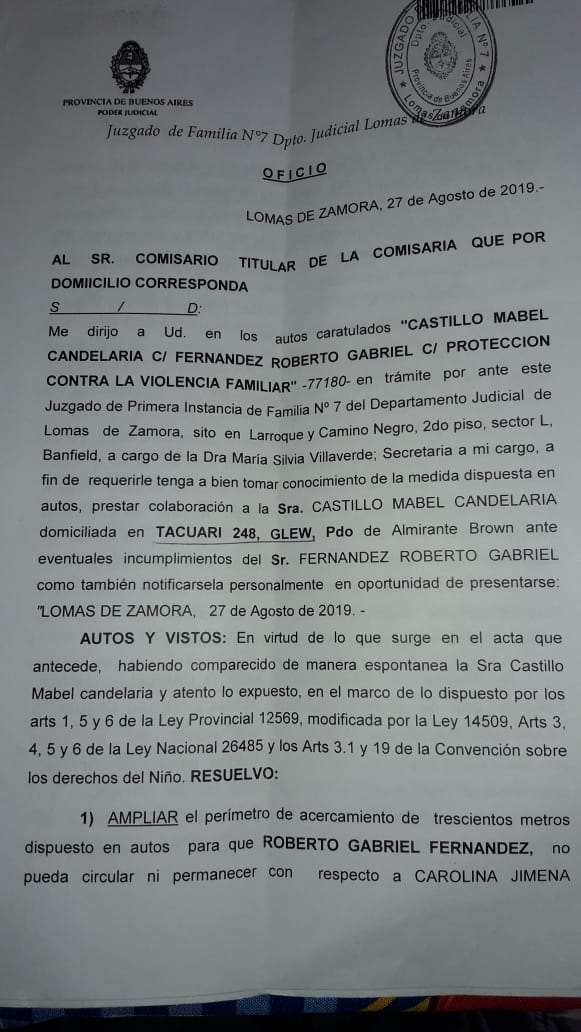 JUZGADO DE FAMILIA Nº 7
Dpto. Judicial
Provincia de Buenos Aires
Lomas de Zamora
PROVINCIA DE BUENOS AIRES
PODER JUDICIAL
Juzgado de Familia N°7 Dpto. Judicial Lomas de Zamora
OFICIO
LOMAS DE ZAMORA, 27 de Agosto de 2019.-
AL SR. COMISARIO TITULAR DE LA COMISARIA QUE POR
DOMIICILIO CORRESPONDA
S / D:
Me dirijo a Ud. en los autos caratulados "CASTILLO MABEL
CANDELARIA C/ FERNANDEZ ROBERTO GABRIEL C/ PROTECCION
CONTRA LA VIOLENCIA FAMILIAR" -77180- en trámite por ante este
Juzgado de Primera Instancia de Familia Nº 7 del Departamento Judicial de
Lomas de Zamora, sito en Larroque y Camino Negro, 2do piso, sector L,
Banfield, a cargo de la Dra María Silvia Villaverde; Secretaria a mi cargo, a
fin de requerirle tenga a bien tomar conocimiento de la medida dispuesta en
autos, prestar colaboración a la Sra. CASTILLO MABEL CANDELARIA
domiciliada en TACUARI 248, GLEW, Pdo de Almirante Brown ante
eventuales incumplimientos del Sr. FERNANDEZ ROBERTO GABRIEL
como también notificarsela personalmente en oportunidad de presentarse:
"LOMAS DE ZAMORA, 27 de Agosto de 2019. -
AUTOS Y VISTOS: En virtud de lo que surge en el acta que
antecede, habiendo comparecido de manera espontanea la Sra Castillo
Mabel candelaria y atento lo expuesto, en el marco de lo dispuesto por los
arts 1, 5 y 6 de la Ley Provincial 12569, modificada por la Ley 14509, Arts 3,
4, 5 y 6 de la Ley Nacional 26485 y los Arts 3.1 y 19 de la Convención sobre
los derechos del Niño. RESUELVO:
1) AMPLIAR el perímetro de acercamiento de trescientos metros
dispuesto en autos para que ROBERTO GABRIEL FERNANDEZ, no
pueda circular ni permanecer con respecto a CAROLINA JIMENA